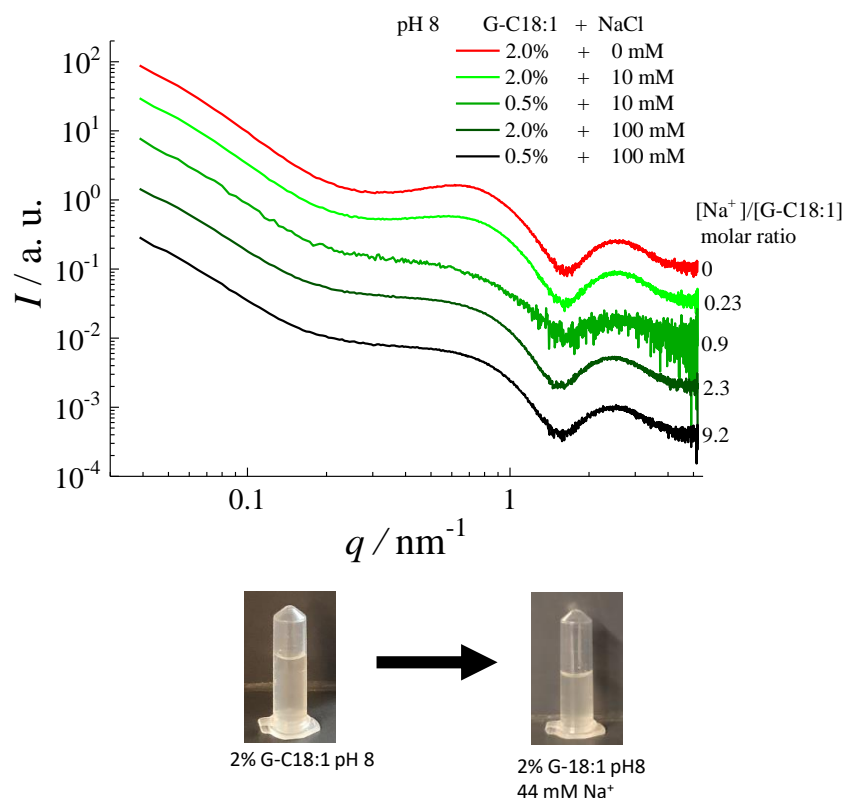 pH 8 G-C18:1 + NaCl
2.0% + 0 mM
2.0% + 10 mM
0.5% + 10 mM
2.0% + 100 mM
0.5% + 100 mM
10²
10¹
10⁰
10⁻¹
10⁻²
10⁻³
10⁻⁴
I / a. u.
[Na⁺]/[G-C18:1]
molar ratio
0
0.23
0.9
2.3
9.2
0.1 1
q / nm⁻¹
2% G-C18:1 pH 8
2% G-18:1 pH8
44 mM Na⁺